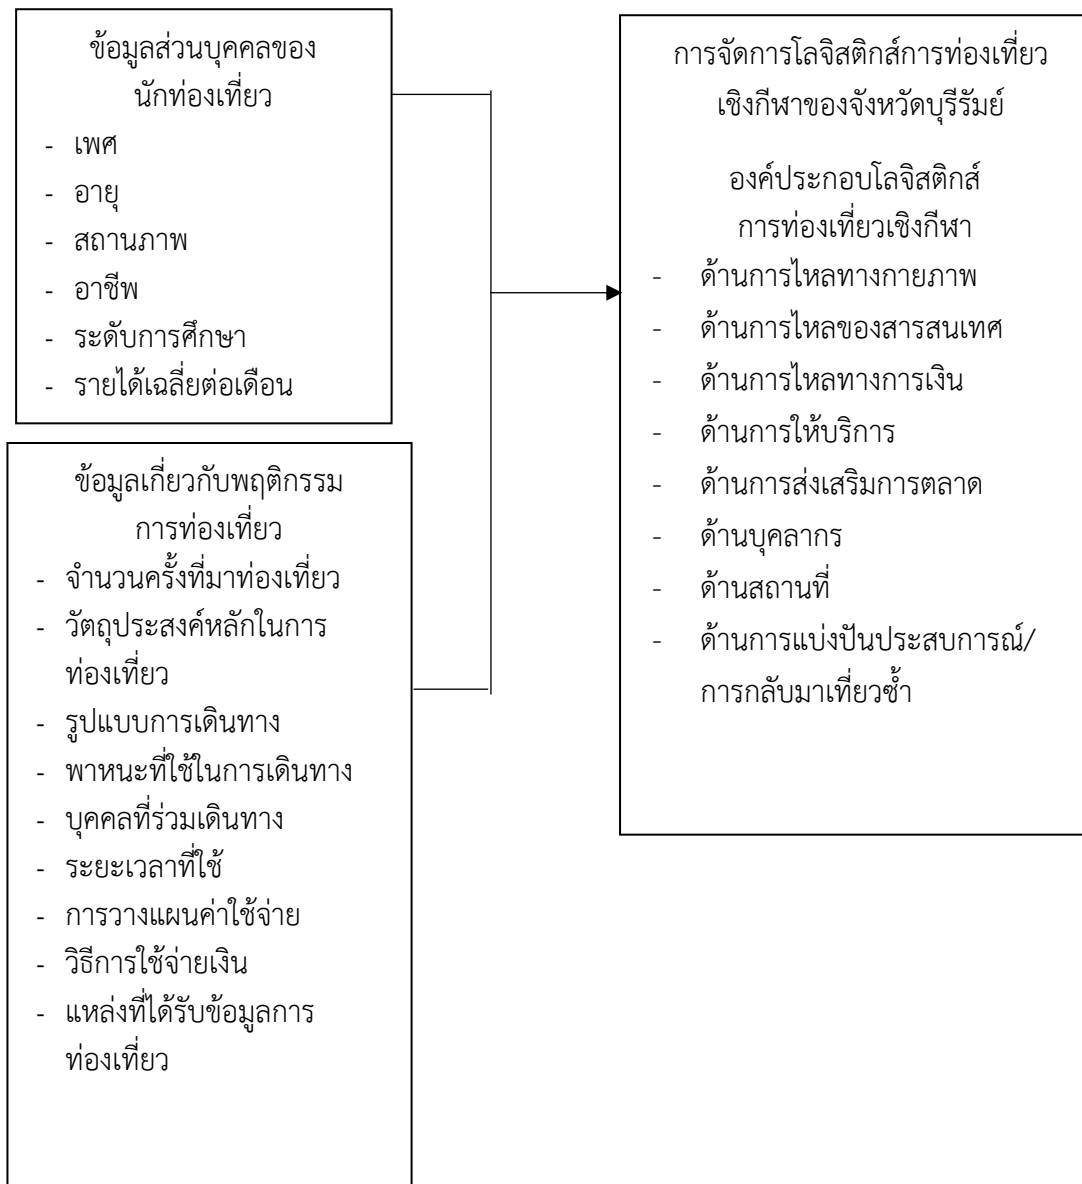 ข้อมูลส่วนบุคคลของ
นักท่องเที่ยว
- เพศ
- อายุ
- สถานภาพ
- อาชีพ
- ระดับการศึกษา
- รายได้เฉลี่ยต่อเดือน
ข้อมูลเกี่ยวกับพฤติกรรม
การท่องเที่ยว
- จำนวนครั้งที่มาท่องเที่ยว
- วัตถุประสงค์หลักในการ
ท่องเที่ยว
- รูปแบบการเดินทาง
- พาหนะที่ใช้ในการเดินทาง
- บุคคลที่ร่วมเดินทาง
- ระยะเวลาที่ใช้
- การวางแผนค่าใช้จ่าย
- วิธีการใช้จ่ายเงิน
- แหล่งที่ได้รับข้อมูลการ
ท่องเที่ยว
การจัดการโลจิสติกส์การท่องเที่ยว
เชิงกีฬาของจังหวัดบุรีรัมย์
องค์ประกอบโลจิสติกส์
การท่องเที่ยวเชิงกีฬา
- ด้านการไหลทางกายภาพ
- ด้านการไหลของสารสนเทศ
- ด้านการไหลทางการเงิน
- ด้านการให้บริการ
- ด้านการส่งเสริมการตลาด
- ด้านบุคลากร
- ด้านสถานที่
- ด้านการแบ่งปันประสบการณ์/
การกลับมาเที่ยวซ้ำ